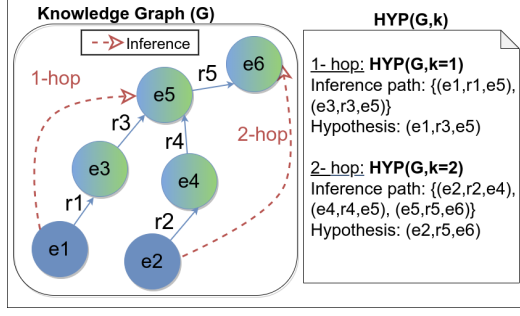 Knowledge Graph (G)
Inference
1-hop
r5
e6
e5
r3
r4
2-hop
e3
e4
r1
r2
e1
e2
HYP(G,k)
1- hop: HYP(G,k=1)
Inference path: {(e1,r1,e5),
(e3,r3,e5)}
Hypothesis: (e1,r3,e5)
2- hop: HYP(G,k=2)
Inference path: {(e2,r2,e4),
(e4,r4,e5), (e5,r5,e6)}
Hypothesis: (e2,r5,e6)